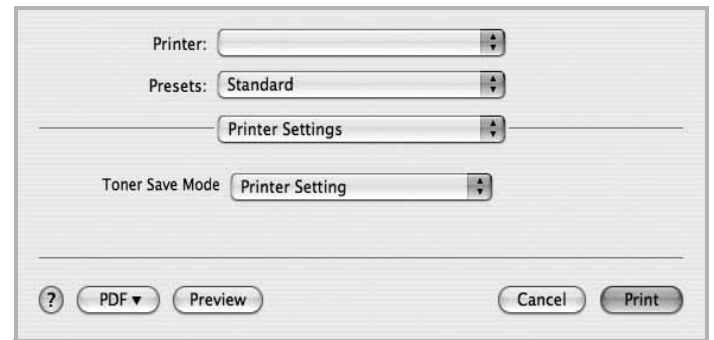 Printer:
Presets: Standard
Printer Settings
Toner Save Mode Printer Setting
? PDF ▾ Preview Cancel Print